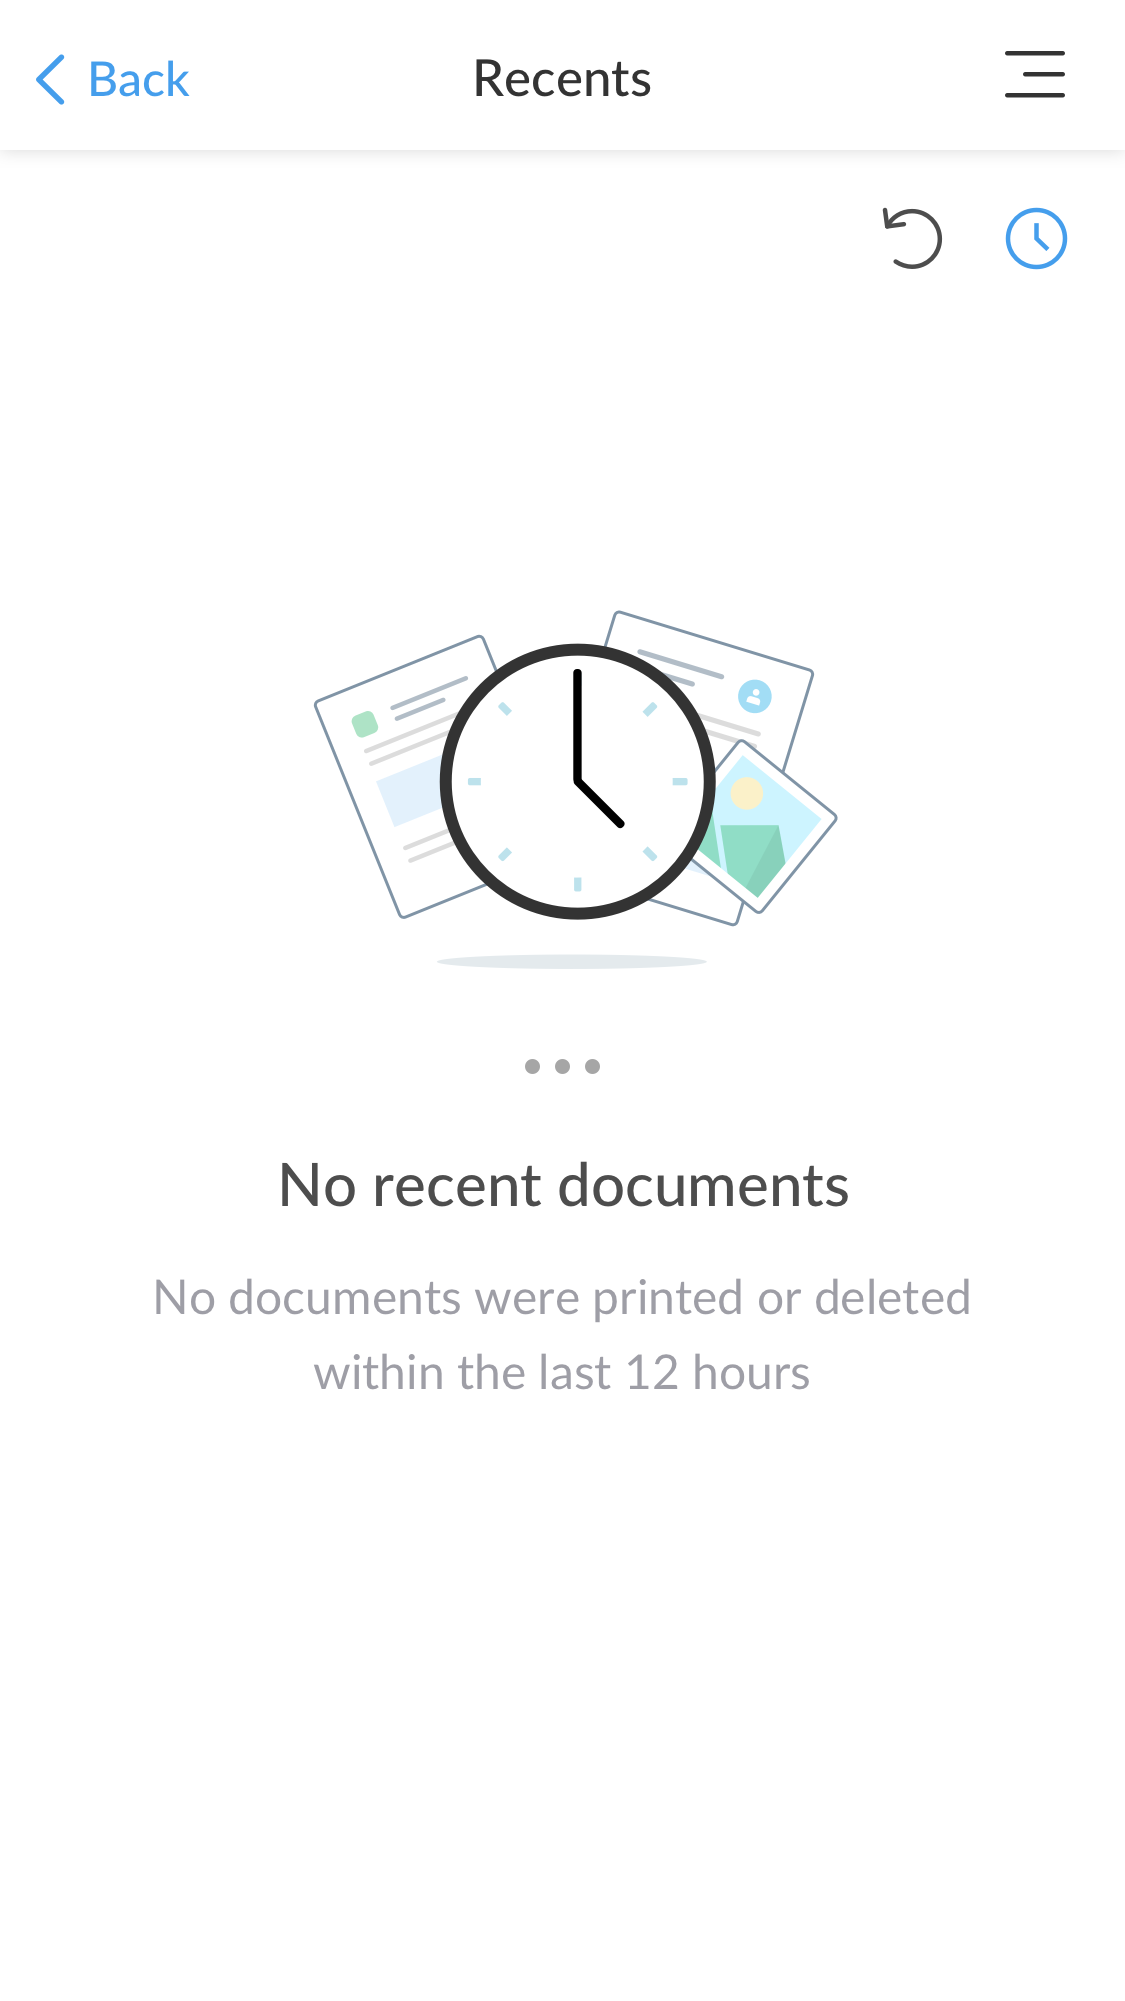 Back
Recents
No recent documents
No documents were printed or deleted
within the last 12 hours